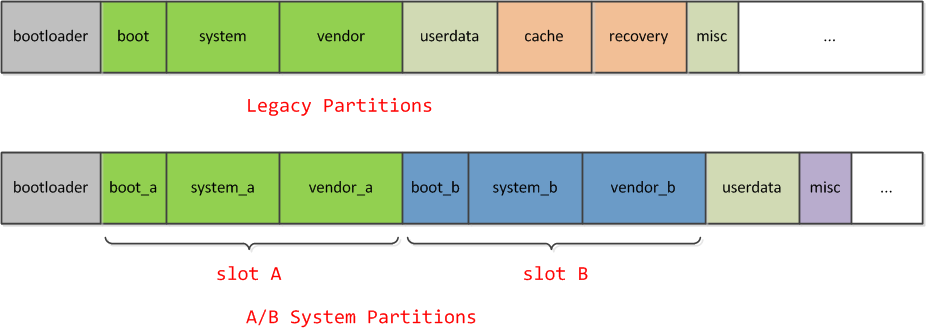 bootloader boot system vendor userdata cache recovery misc ...
Legacy Partitions
bootloader boot_a system_a vendor_a boot_b system_b vendor_b userdata misc ...
slot A slot B
A/B System Partitions